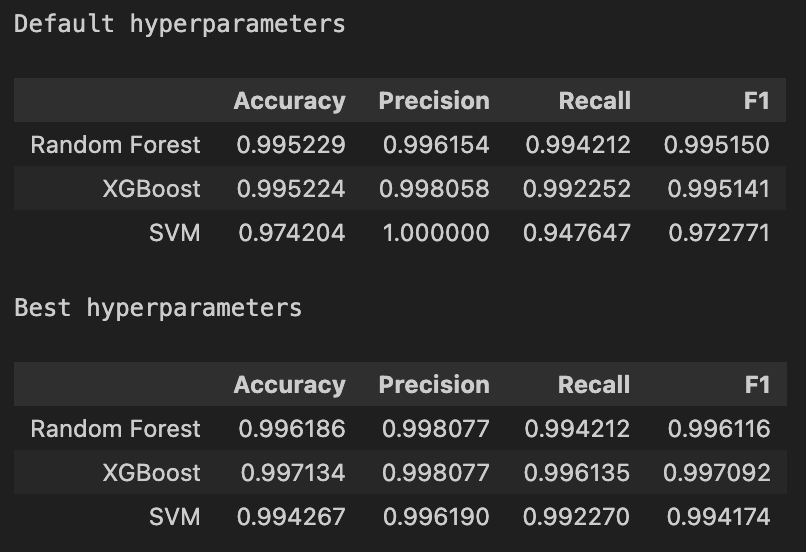 Default hyperparameters
Accuracy Precision Recall F1
Random Forest 0.995229 0.996154 0.994212 0.995150
XGBoost 0.995224 0.998058 0.992252 0.995141
SVM 0.974204 1.000000 0.947647 0.972771
Best hyperparameters
Accuracy Precision Recall F1
Random Forest 0.996186 0.998077 0.994212 0.996116
XGBoost 0.997134 0.998077 0.996135 0.997092
SVM 0.994267 0.996190 0.992270 0.994174